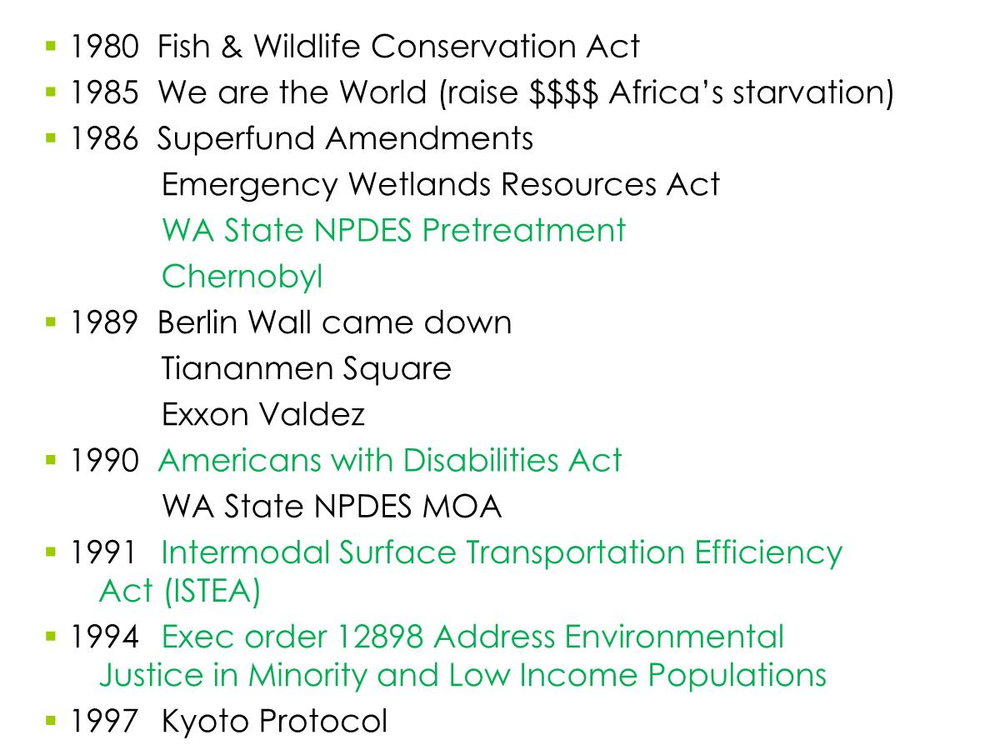 ▪ 1980 Fish & Wildlife Conservation Act
▪ 1985 We are the World (raise $$$$ Africa’s starvation)
▪ 1986 Superfund Amendments
Emergency Wetlands Resources Act
WA State NPDES Pretreatment
Chernobyl
▪ 1989 Berlin Wall came down
Tiananmen Square
Exxon Valdez
▪ 1990 Americans with Disabilities Act
WA State NPDES MOA
▪ 1991 Intermodal Surface Transportation Efficiency
Act (ISTEA)
▪ 1994 Exec order 12898 Address Environmental
Justice in Minority and Low Income Populations
▪ 1997 Kyoto Protocol